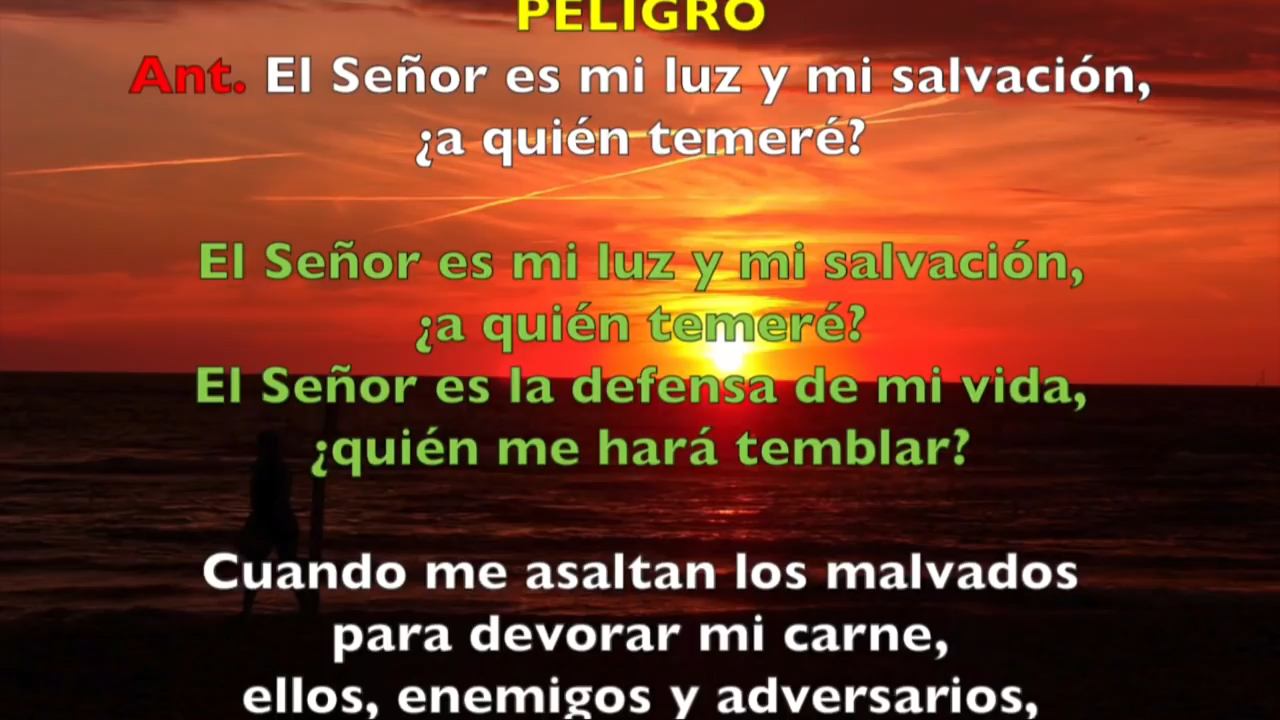 PELIGRO
Ant. El Señor es mi luz y mi salvación,
¿a quién temeré?
El Señor es mi luz y mi salvación,
¿a quién temeré?
El Señor es la defensa de mi vida,
¿quién me hará temblar?
Cuando me asaltan los malvados
para devorar mi carne,
ellos, enemigos y adversarios,